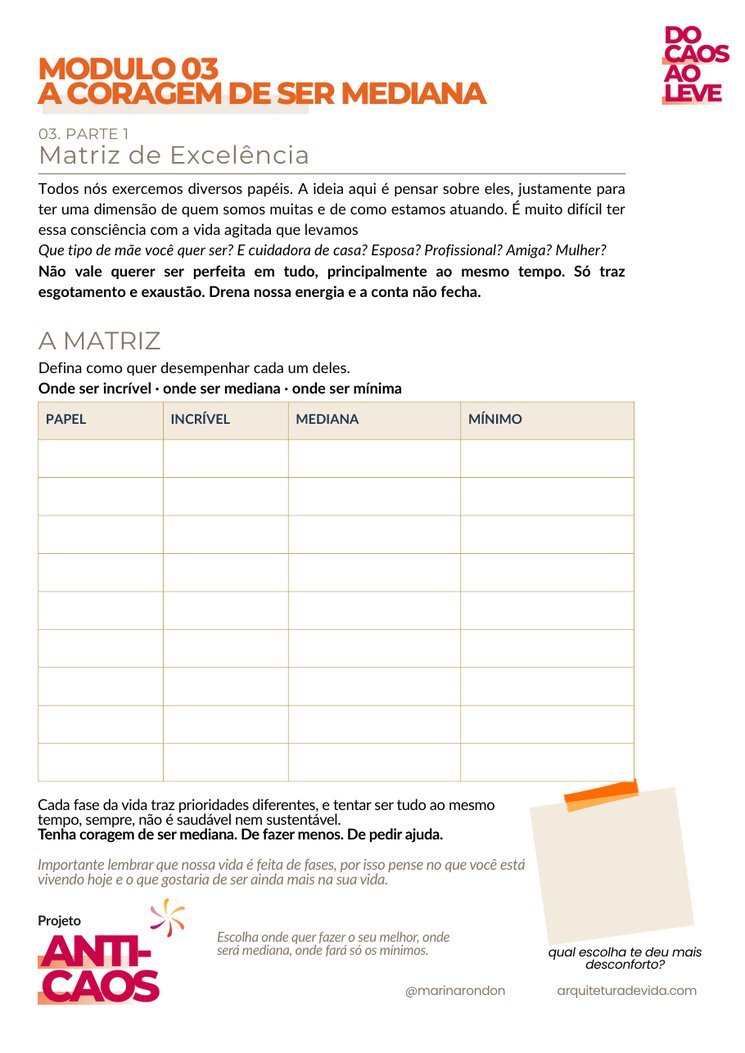 DO
CAOS
AO
LEVE
MODULO 03
A CORAGEM DE SER MEDIANA
03. PARTE 1
Matriz de Excelência
Todos nós exercemos diversos papéis. A ideia aqui é pensar sobre eles, justamente para
ter uma dimensão de quem somos muitas e de como estamos atuando. É muito difícil ter
essa consciência com a vida agitada que levamos
Que tipo de mãe você quer ser? E cuidadora de casa? Esposa? Profissional? Amiga? Mulher?
Não vale querer ser perfeita em tudo, principalmente ao mesmo tempo. Só traz
esgotamento e exaustão. Drena nossa energia e a conta não fecha.
A MATRIZ
Defina como quer desempenhar cada um deles.
Onde ser incrível · onde ser mediana · onde ser mínima
PAPEL INCRÍVEL MEDIANA MÍNIMO
Cada fase da vida traz prioridades diferentes, e tentar ser tudo ao mesmo
tempo, sempre, não é saudável nem sustentável.
Tenha coragem de ser mediana. De fazer menos. De pedir ajuda.
Importante lembrar que nossa vida é feita de fases, por isso pense no que você está
vivendo hoje e o que gostaria de ser ainda mais na sua vida.
Projeto
ANTI-
CAOS
Escolha onde quer fazer o seu melhor, onde
será mediana, onde fará só os mínimos.
qual escolha te deu mais
desconforto?
@marinarondon
arquiteturadevida.com